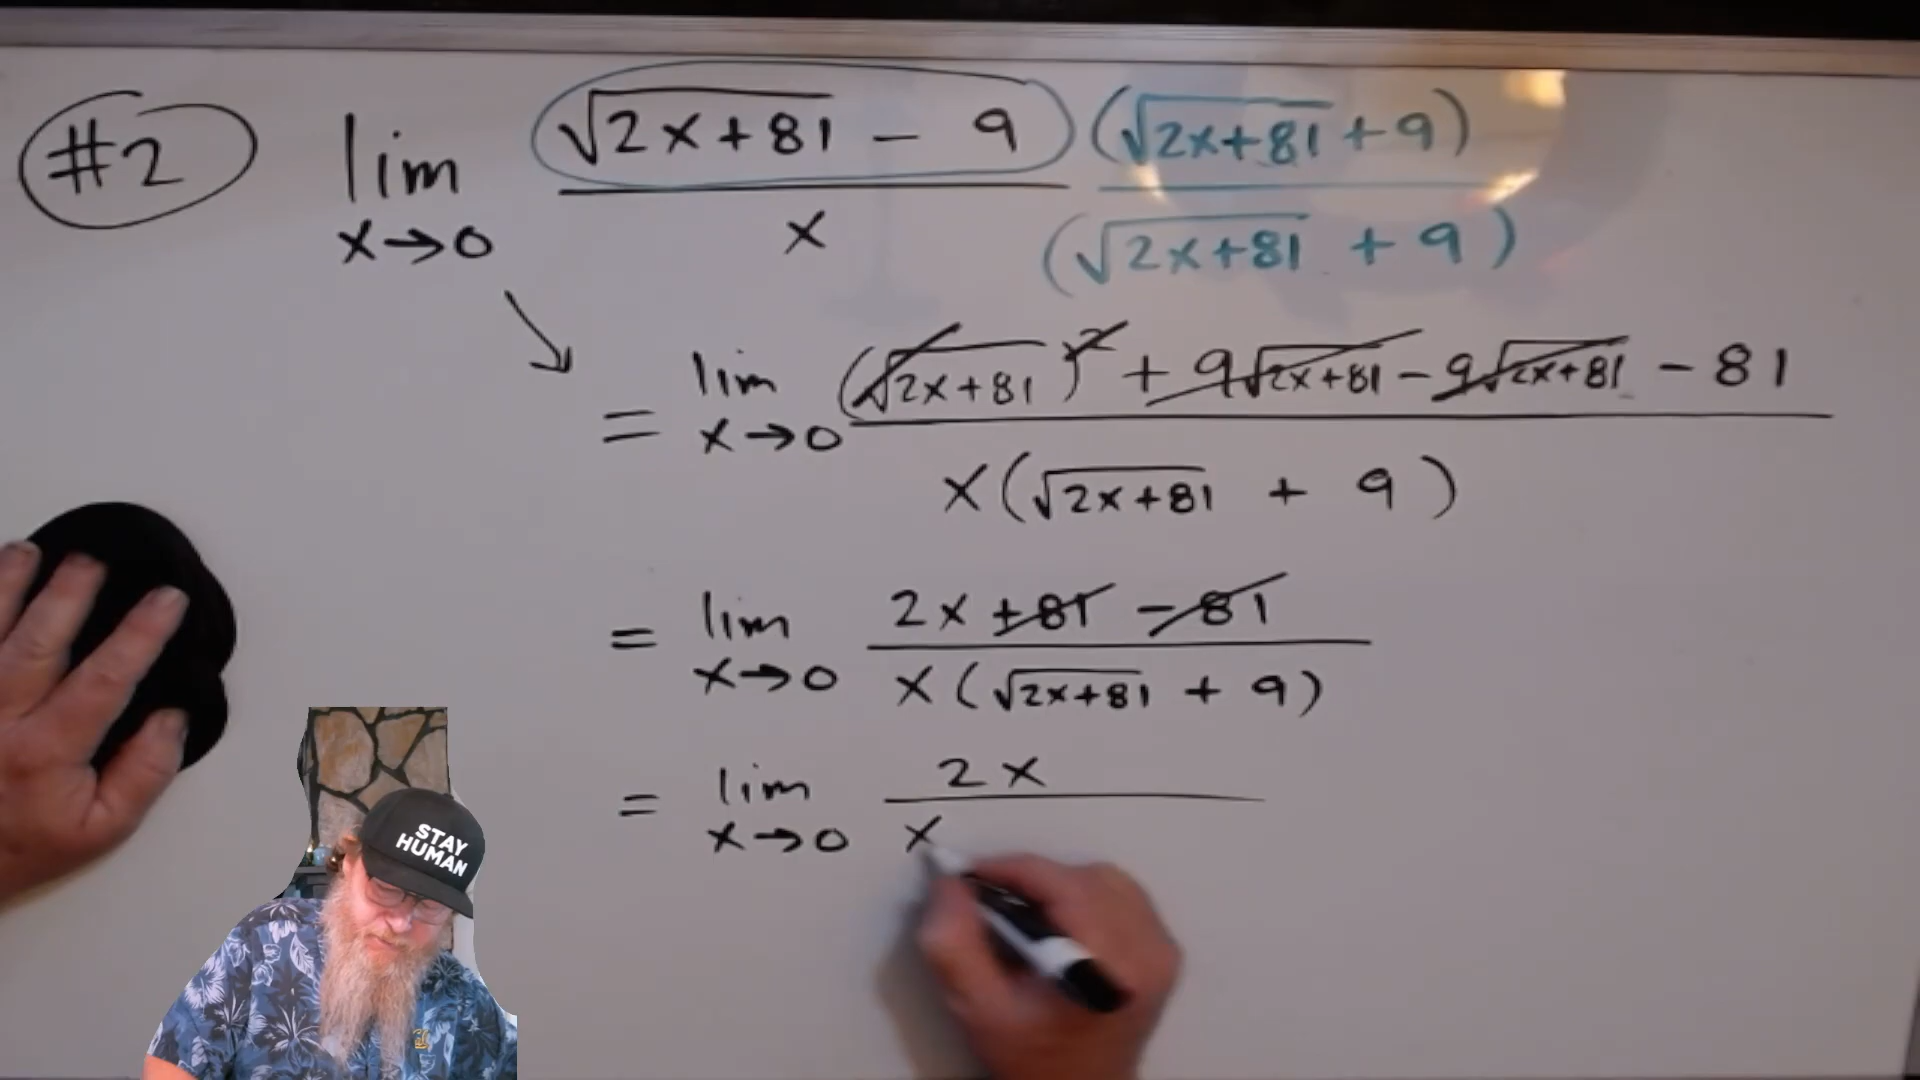 #2 lim x→0 √(2x+81) - 9 / x (√(2x+81) + 9) / (√(2x+81) + 9)
= lim x→0 (√(2x+81))² + 9√(2x+81) - 9√(2x+81) - 81 / x(√(2x+81) + 9)
= lim x→0 2x + 81 - 81 / x(√(2x+81) + 9)
= lim x→0 2x / x
STAY
HUMAN